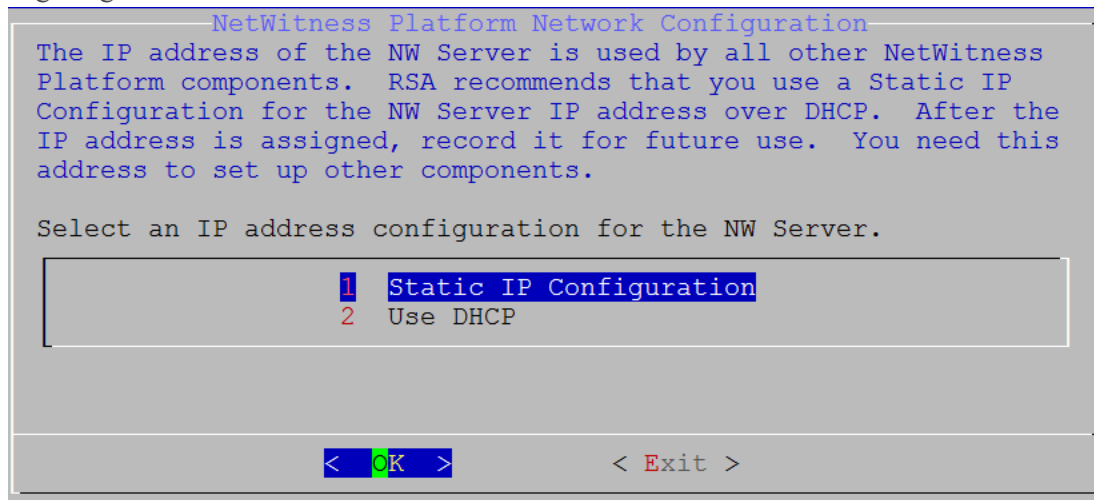 NetWitness Platform Network Configuration
The IP address of the NW Server is used by all other NetWitness
Platform components.  RSA recommends that you use a Static IP
Configuration for the NW Server IP address over DHCP.  After the
IP address is assigned, record it for future use.  You need this
address to set up other components.
Select an IP address configuration for the NW Server.
1  Static IP Configuration
2  Use DHCP
<  OK  >          < Exit >